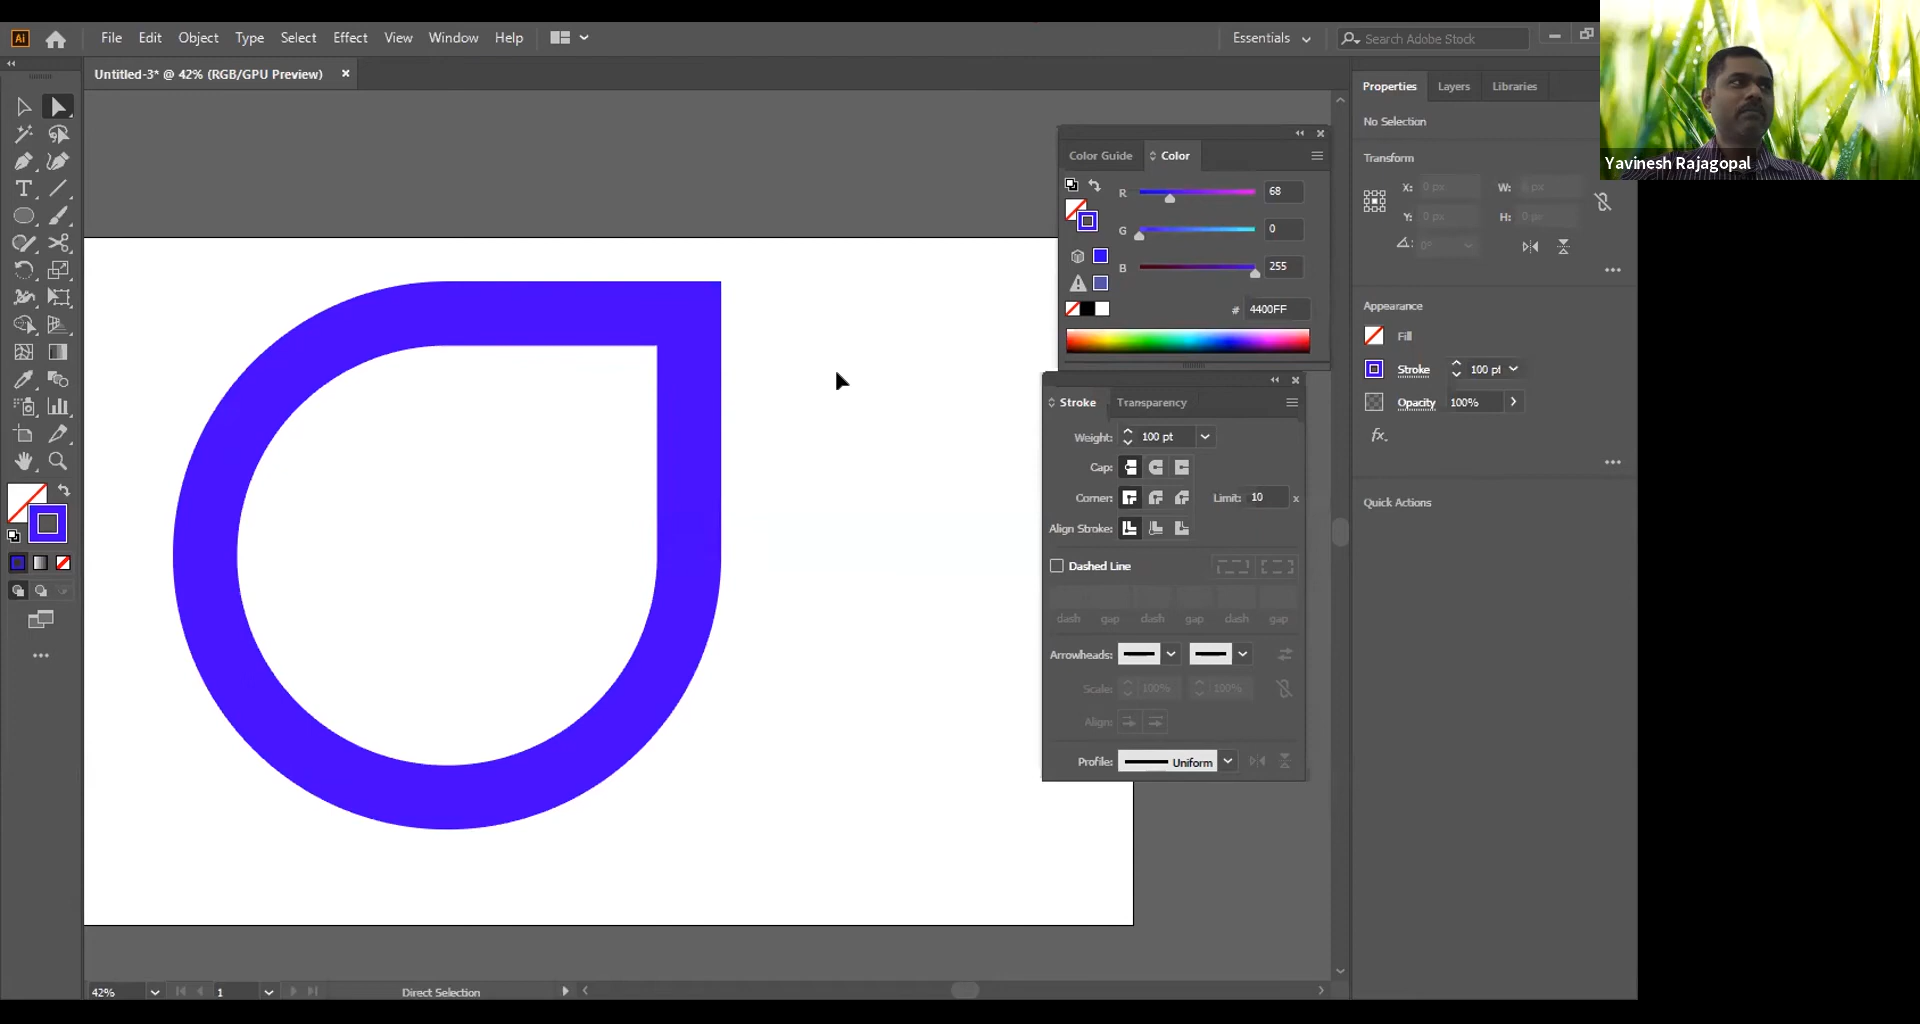 Ai File Edit Object Type Select Effect View Window Help Essentials Search Adobe Stock
Untitled-3* @ 42% (RGB/GPU Preview) ×
Properties Layers Libraries
No Selection
Transform
X: 0 px W: 0 px
Y: 0 px H: 0 px
0°
Yavinesh Rajagopal
Color Guide Color
R 68
G 0
B 255
# 4400FF
Appearance
Fill
Stroke 100 pt
Opacity 100%
fx.
Quick Actions
Stroke Transparency
Weight: 100 pt
Cap:
Corner: Limit: 10 x
Align Stroke:
Dashed Line
dash gap dash gap dash gap
Arrowheads:
Scale: 100% 100%
Align:
Profile: Uniform
42% 1 Direct Selection